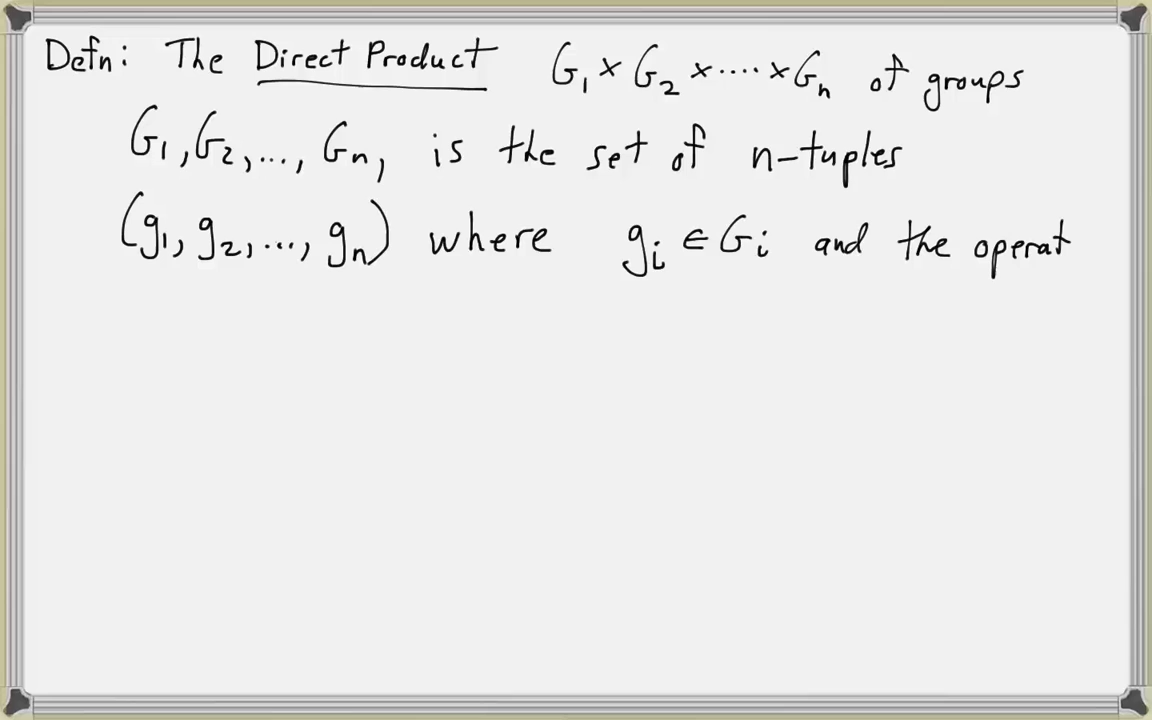 Defn: The Direct Product G₁ × G₂ × ···· × Gₙ of groups
G₁, G₂, ..., Gₙ, is the set of n-tuples
(g₁, g₂, ..., gₙ) where gᵢ ∈ Gᵢ and the operat